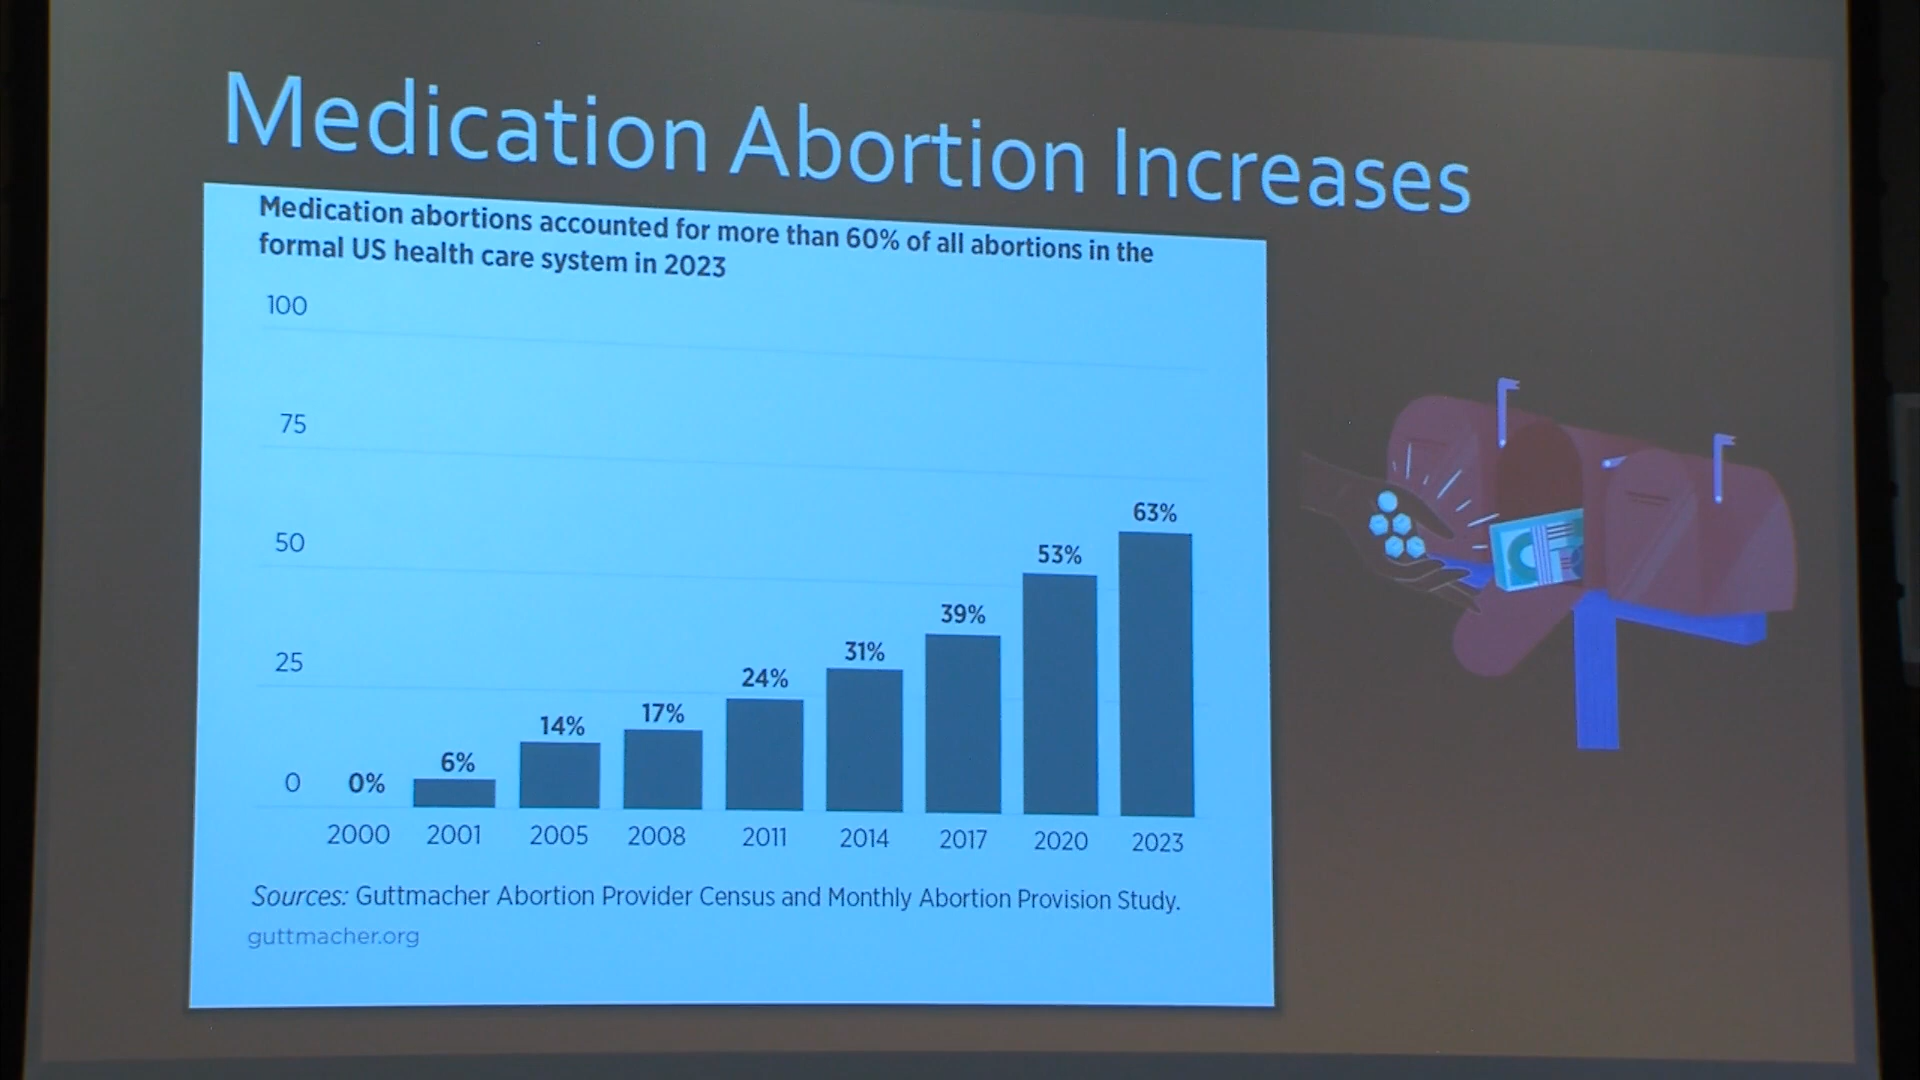 Medication Abortion Increases
Medication abortions accounted for more than 60% of all abortions in the
formal US health care system in 2023
100
75
50
25
0
0%
6%
14%
17%
24%
31%
39%
53%
63%
2000 2001 2005 2008 2011 2014 2017 2020 2023
Sources: Guttmacher Abortion Provider Census and Monthly Abortion Provision Study.
guttmacher.org